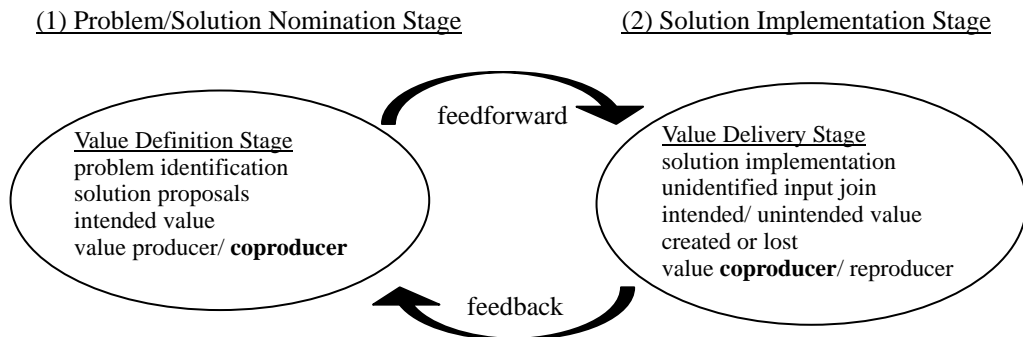 (1) Problem/Solution Nomination Stage
(2) Solution Implementation Stage
feedforward
Value Definition Stage
problem identification
solution proposals
intended value
value producer/ coproducer
Value Delivery Stage
solution implementation
unidentified input join
intended/ unintended value
created or lost
value coproducer/ reproducer
feedback